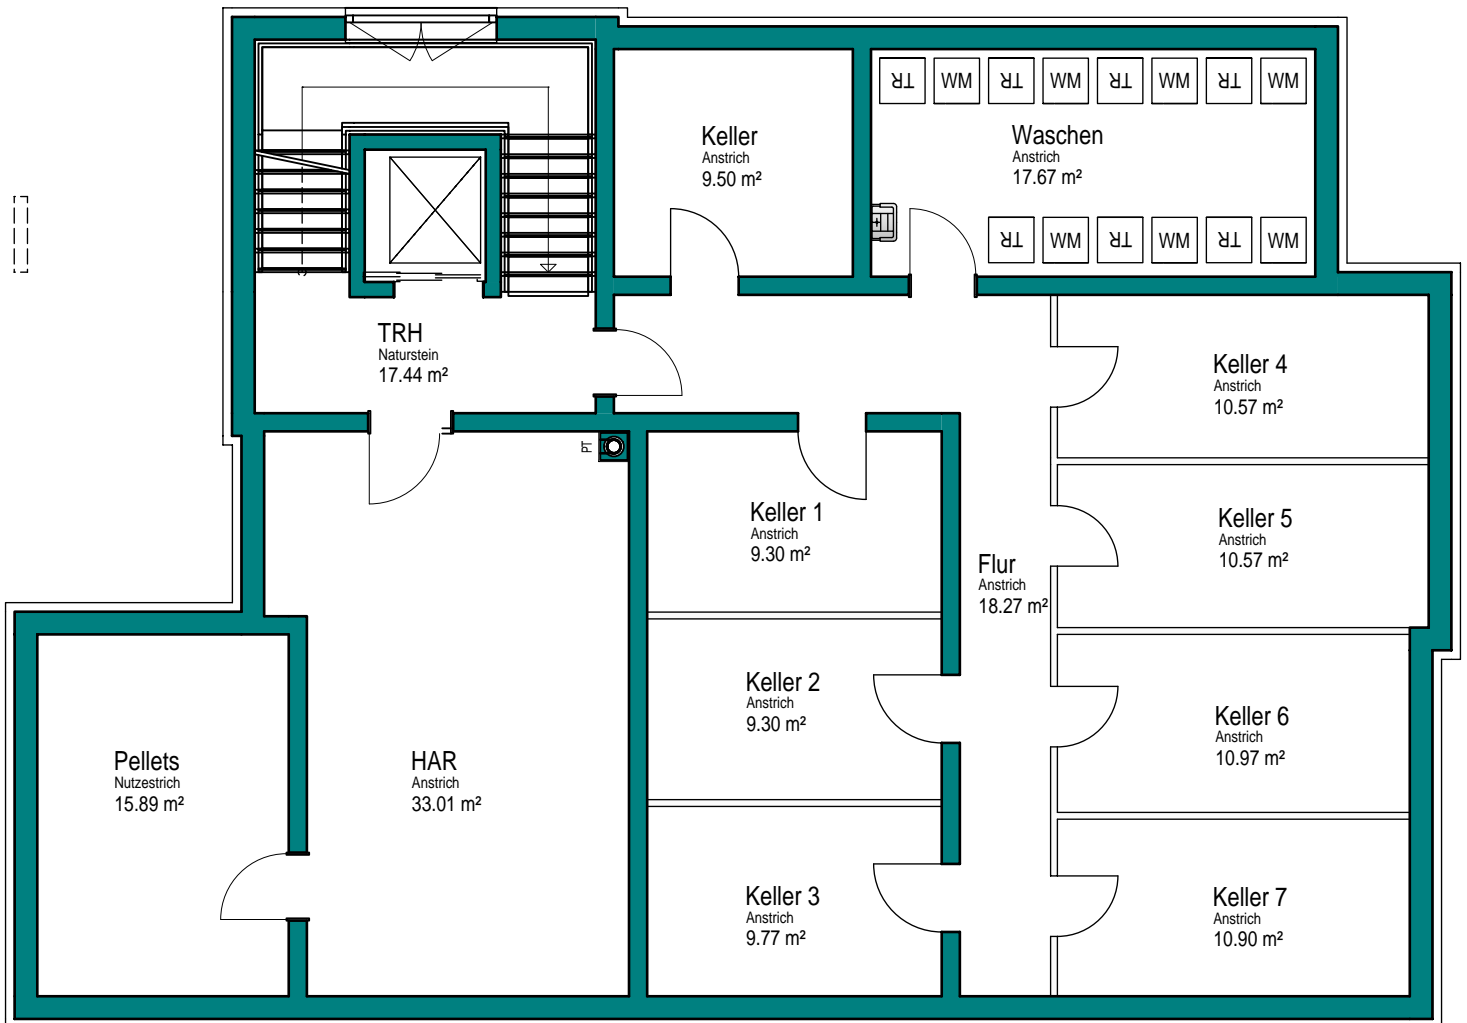 TR WM TR WM TR WM TR WM
Keller
Anstrich
9.50 m²
Waschen
Anstrich
17.67 m²
TR WM TR WM TR WM
TRH
Naturstein
17.44 m²
Keller 4
Anstrich
10.57 m²
PT
Keller 1
Anstrich
9.30 m²
Keller 5
Anstrich
10.57 m²
Flur
Anstrich
18.27 m²
Keller 2
Anstrich
9.30 m²
Keller 6
Anstrich
10.97 m²
Pellets
Nutzestrich
15.89 m²
HAR
Anstrich
33.01 m²
Keller 3
Anstrich
9.77 m²
Keller 7
Anstrich
10.90 m²